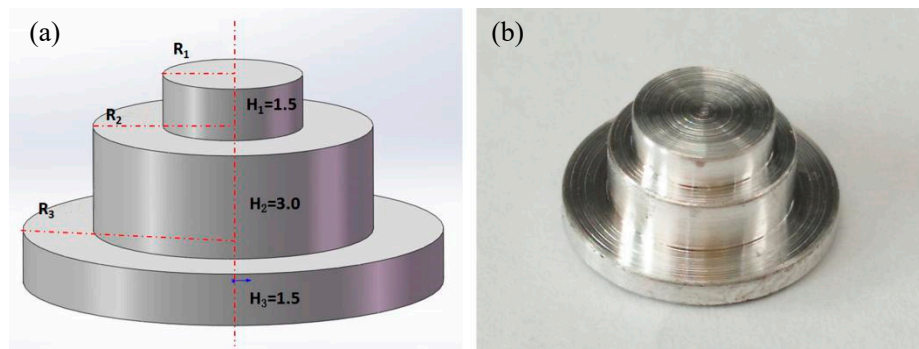 (a)
(b)
R₁
H₁=1.5
R₂
H₂=3.0
R₃
H₃=1.5